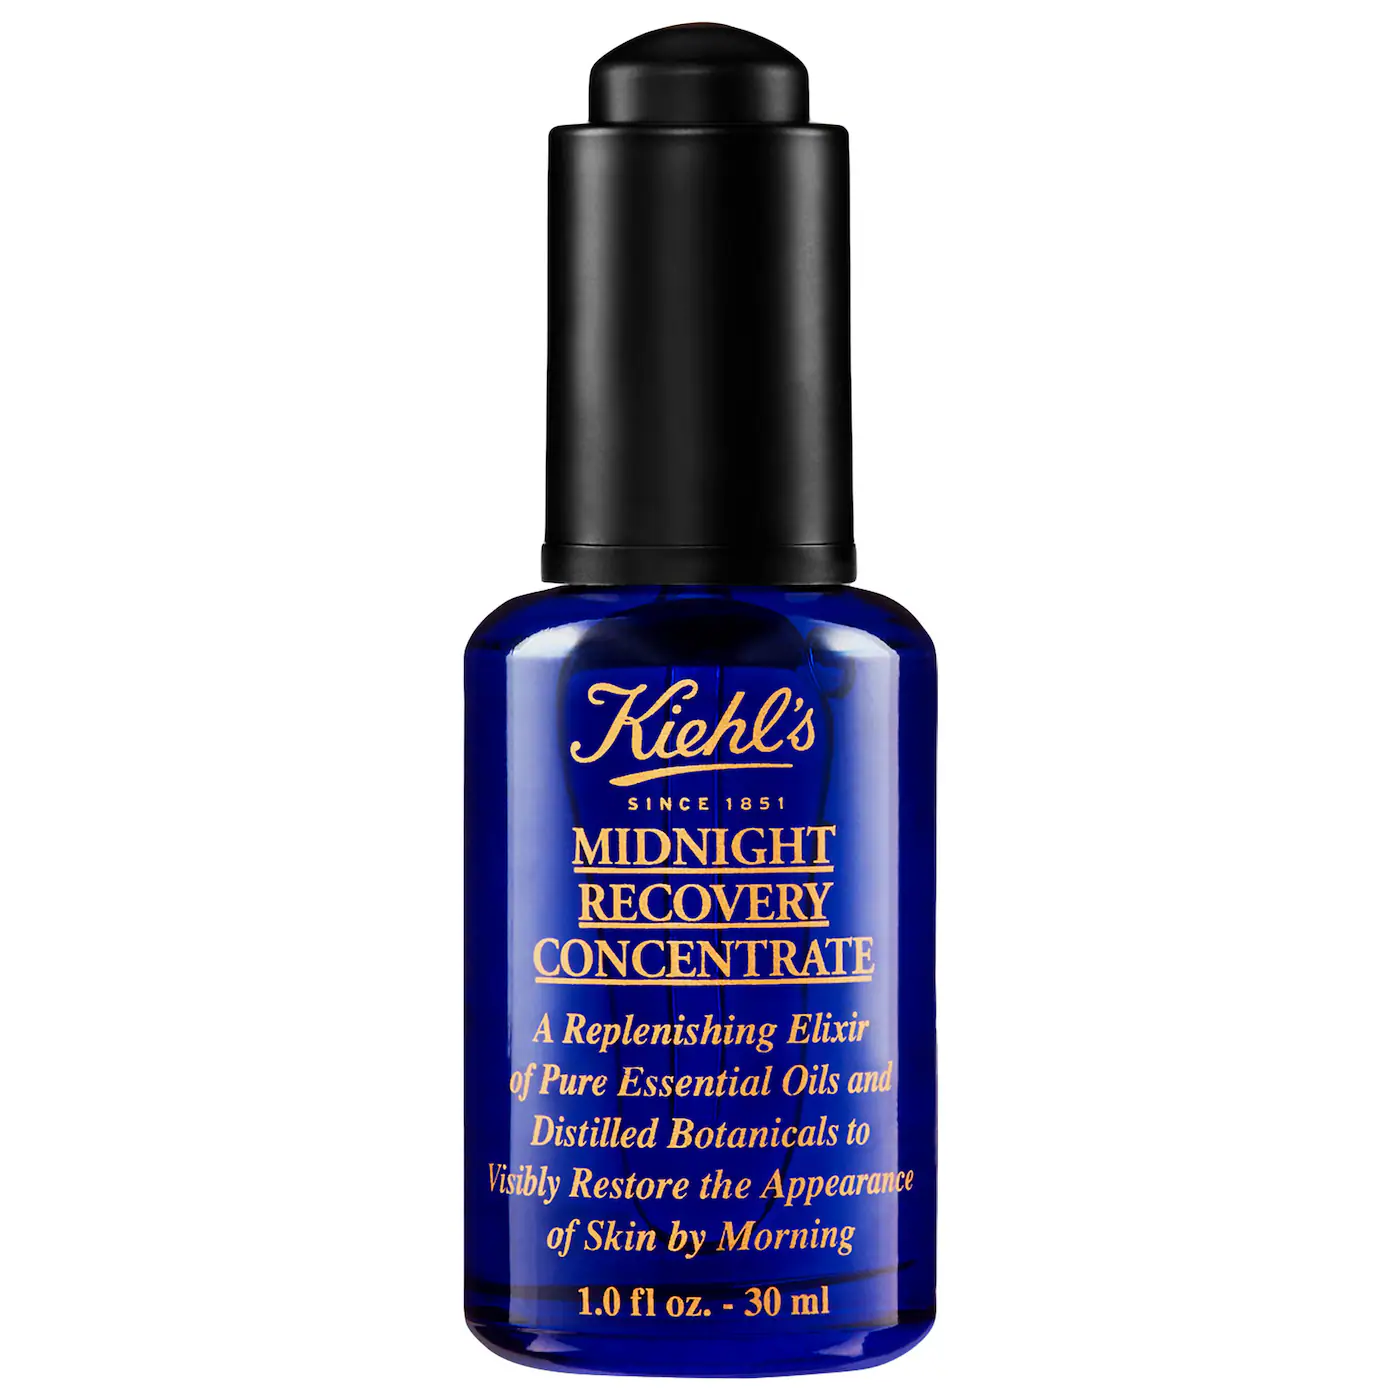 Kiehl's
SINCE 1851
MIDNIGHT
RECOVERY
CONCENTRATE
A Replenishing Elixir
of Pure Essential Oils and
Distilled Botanicals to
Visibly Restore the Appearance
of Skin by Morning
1.0 fl oz. - 30 ml